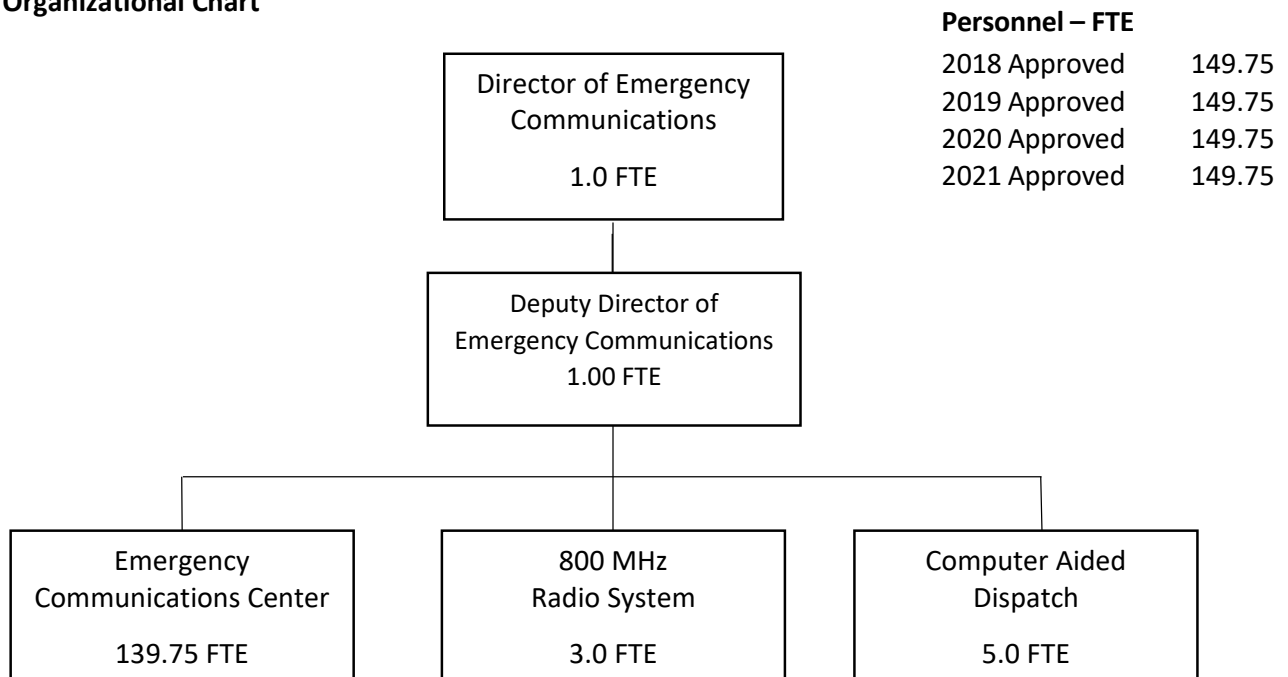 Organizational Chart
Personnel – FTE
2018 Approved 149.75
2019 Approved 149.75
2020 Approved 149.75
2021 Approved 149.75
Director of Emergency
Communications
1.0 FTE
Deputy Director of
Emergency Communications
1.00 FTE
Emergency
Communications Center
139.75 FTE
800 MHz
Radio System
3.0 FTE
Computer Aided
Dispatch
5.0 FTE